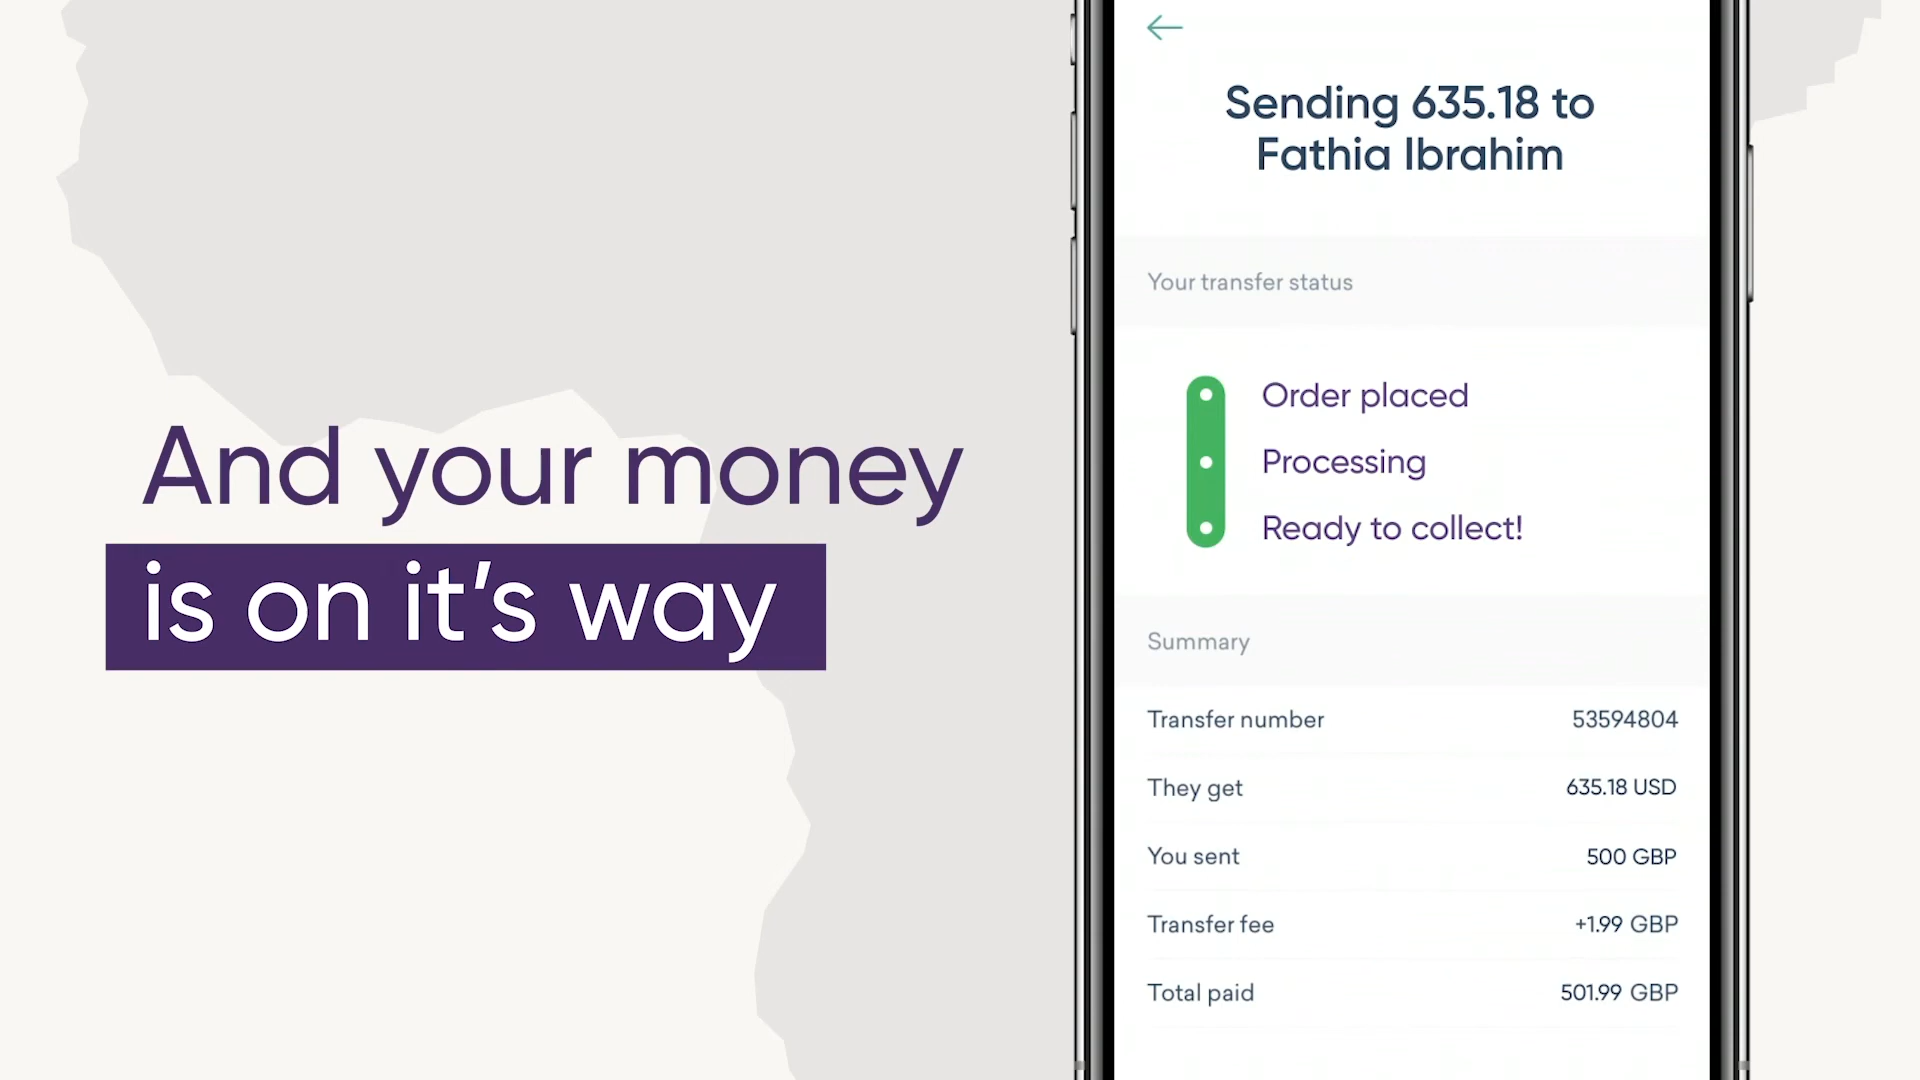 And your money
is on it's way
Sending 635.18 to
Fathia Ibrahim
Your transfer status
Order placed
Processing
Ready to collect!
Summary
Transfer number 53594804
They get 635.18 USD
You sent 500 GBP
Transfer fee +1.99 GBP
Total paid 501.99 GBP